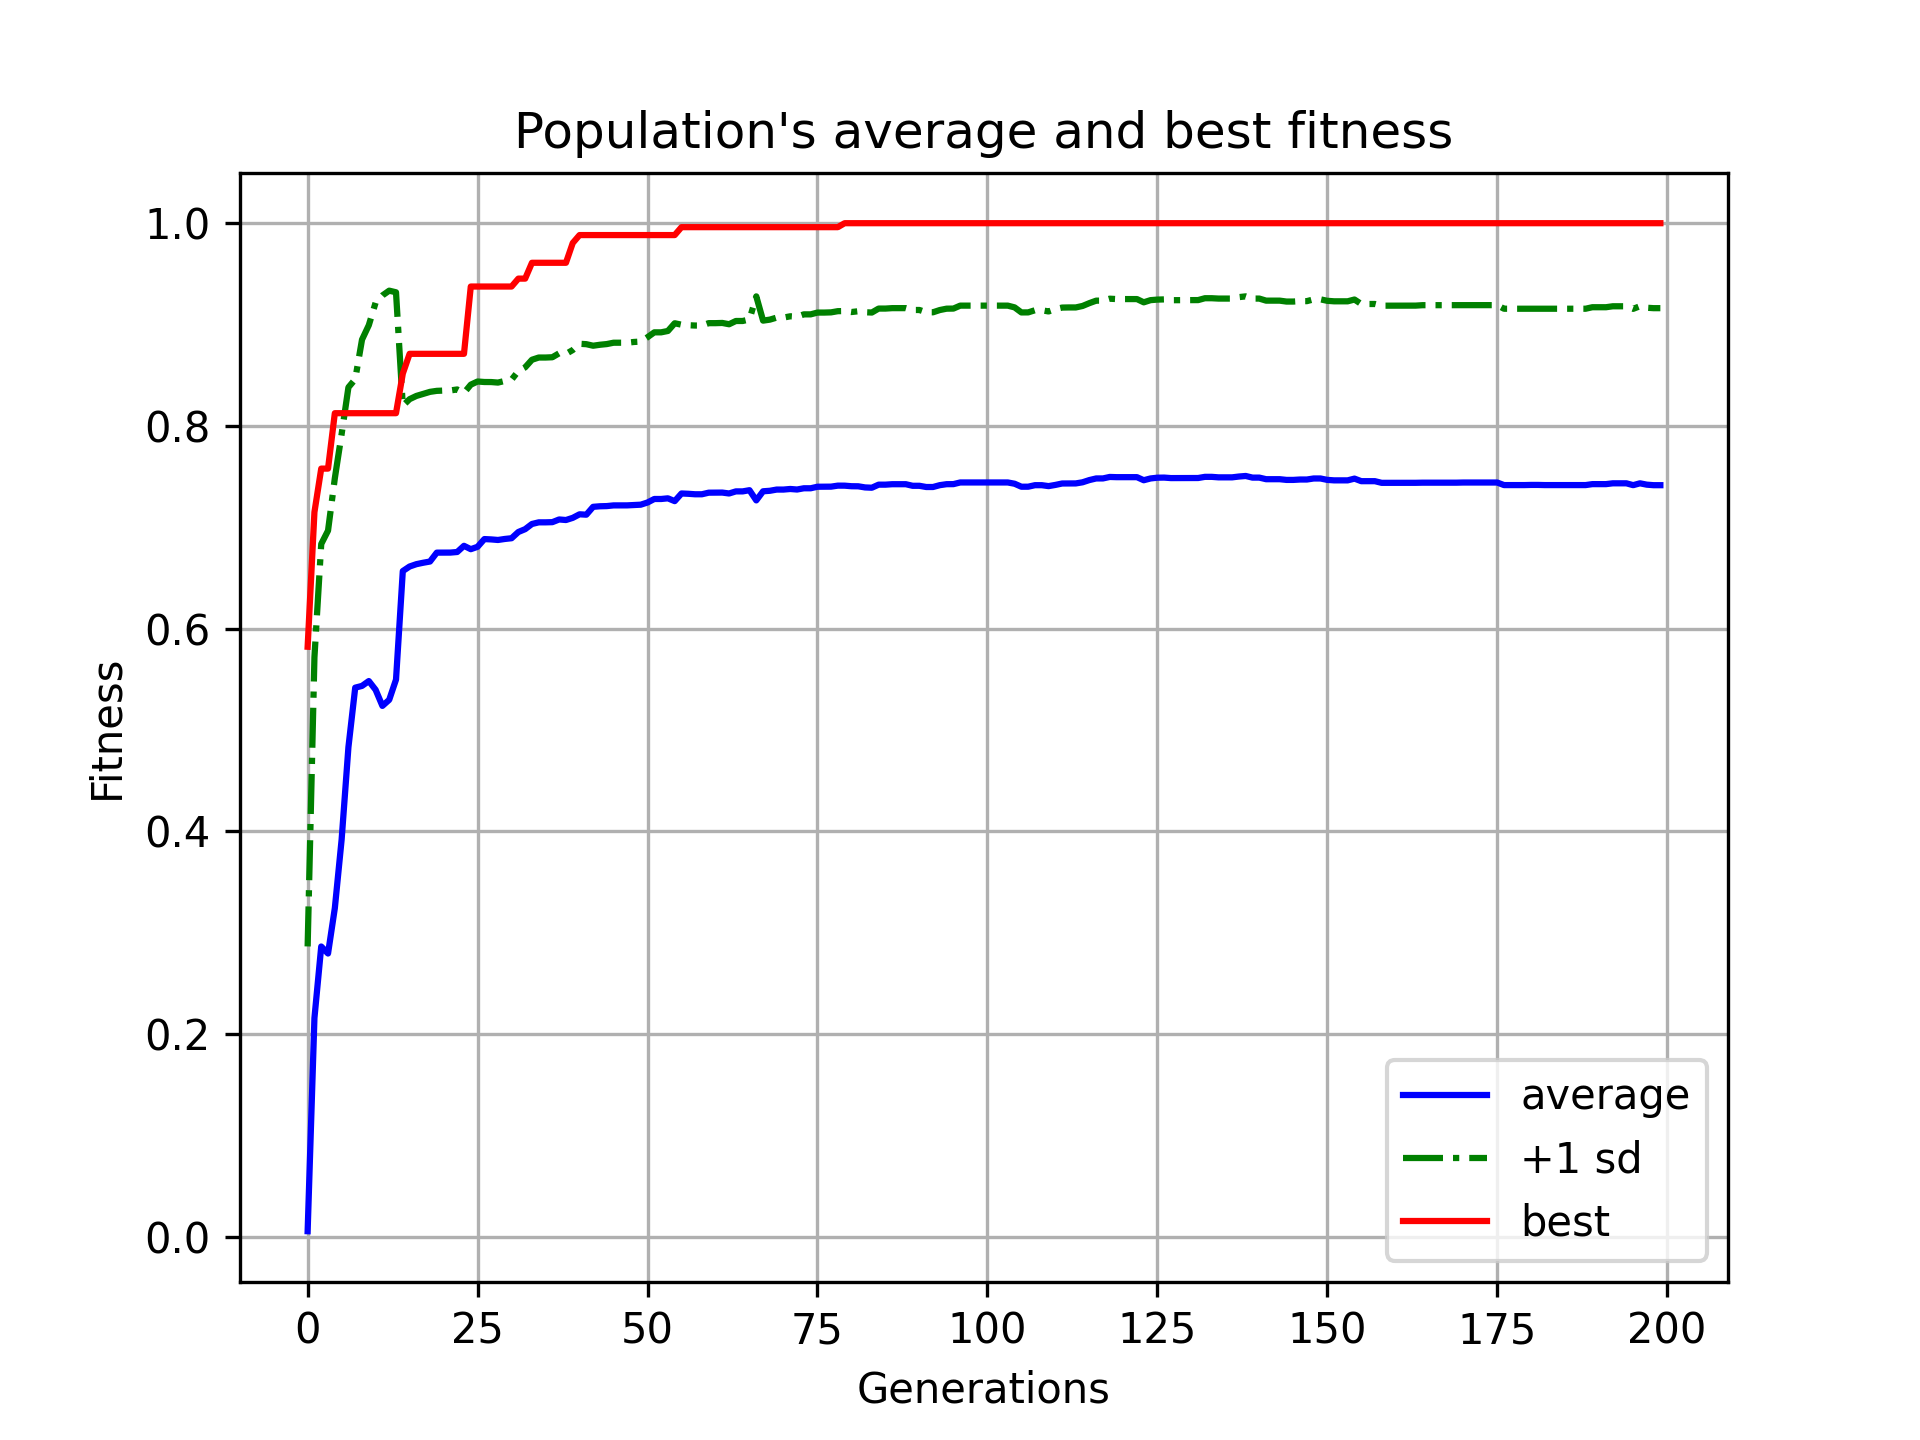 Population's average and best fitness
1.0
0.8
0.6
0.4
0.2
0.0
Fitness
0 25 50 75 100 125 150 175 200
Generations
average
+1 sd
best